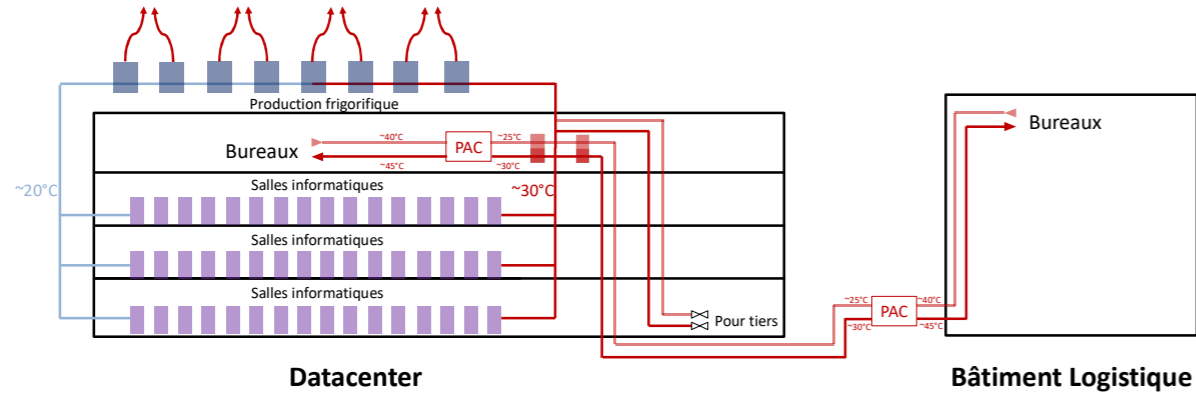 Production frigorifique
Bureaux
~40°C
~45°C
PAC
~25°C
~30°C
Bureaux
~20°C
Salles informatiques
~30°C
Salles informatiques
Salles informatiques
Pour tiers
~25°C
~30°C
PAC
~40°C
~45°C
Datacenter
Bâtiment Logistique